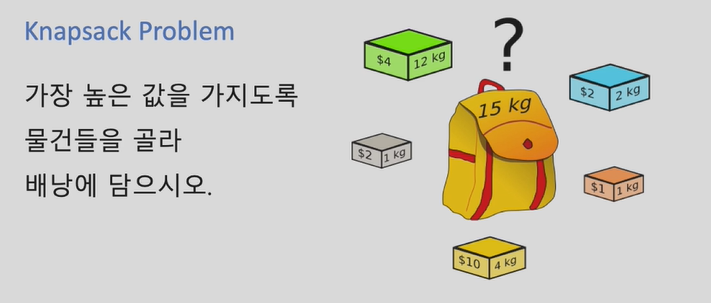 Knapsack Problem
가장 높은 값을 가지도록
물건들을 골라
배낭에 담으시오.
?
$4 12 kg
15 kg
$2 2 kg
$2 1 kg
$1 1 kg
$10 4 kg